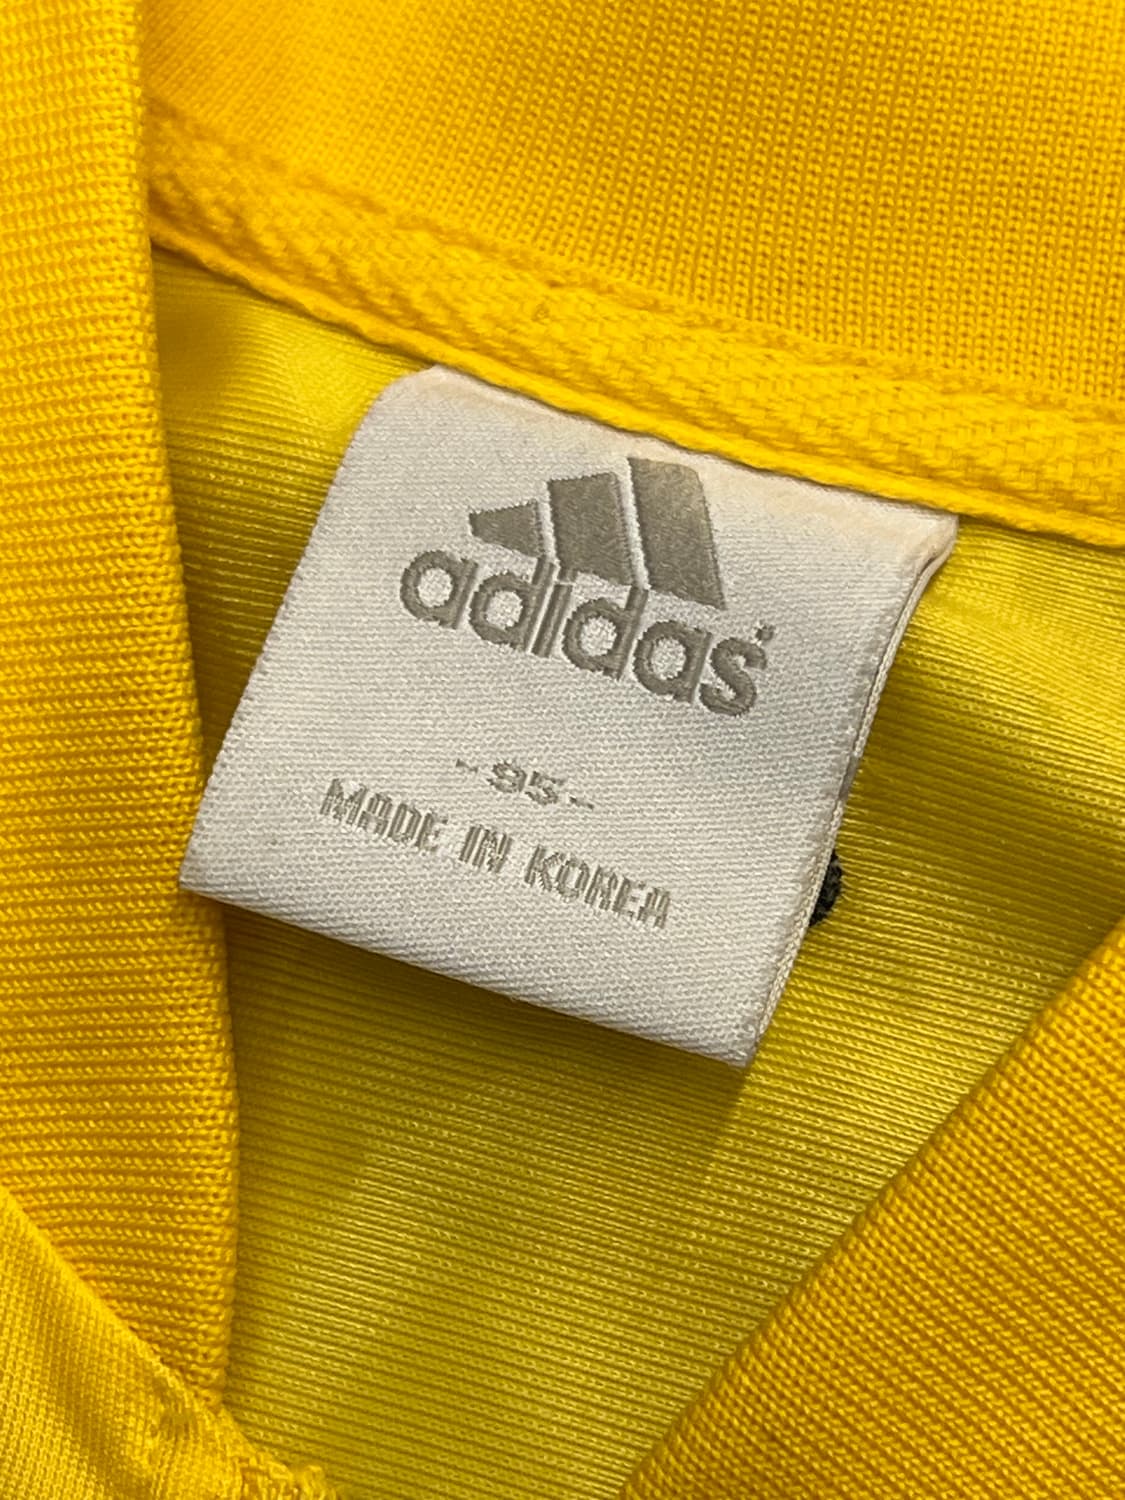 adidas
-95-
MADE IN KOREA